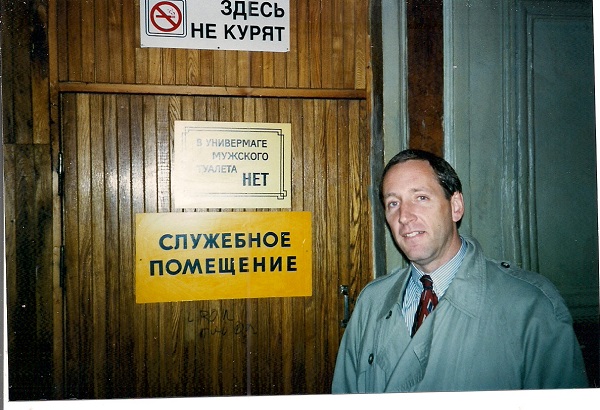 ЗДЕСЬ
НЕ КУРЯТ
В УНИВЕРМАГЕ
МУЖСКОГО
ТУАЛЕТА
НЕТ
СЛУЖЕБНОЕ
ПОМЕЩЕНИЕ